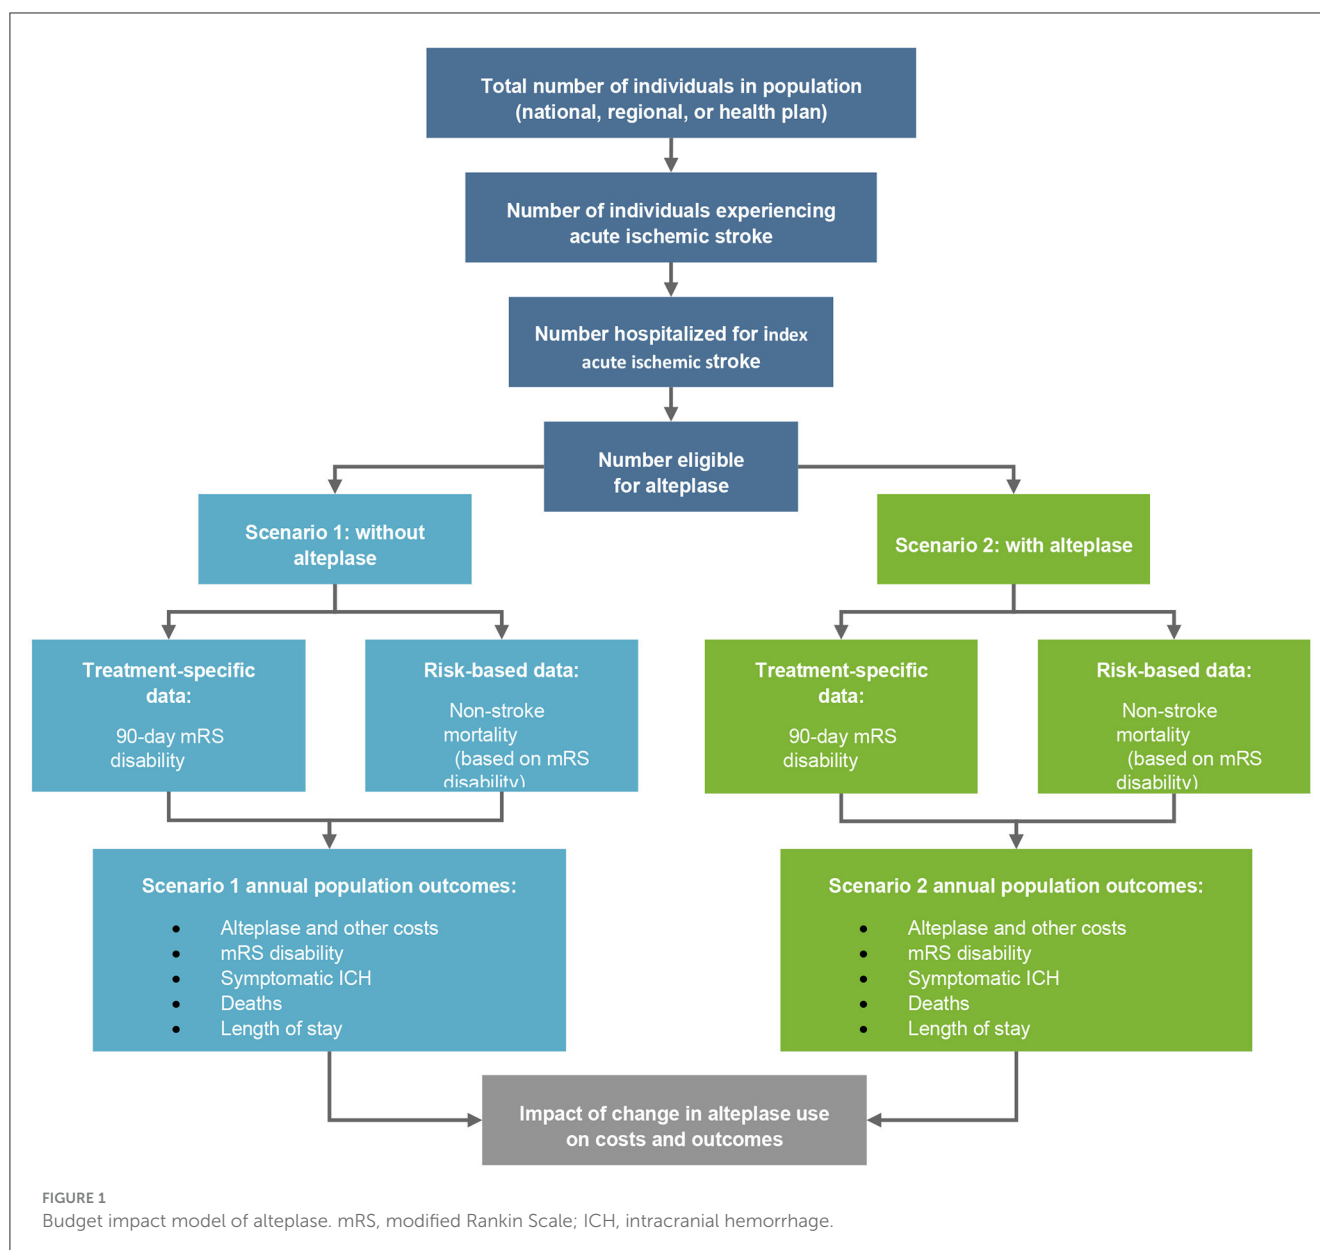 Total number of individuals in population
(national, regional, or health plan)
Number of individuals experiencing
acute ischemic stroke
Number hospitalized for index
acute ischemic stroke
Number eligible
for alteplase
Scenario 1: without
alteplase
Scenario 2: with alteplase
Treatment-specific
data:
90-day mRS
disability
Risk-based data:
Non-stroke
mortality
(based on mRS
disability)
Treatment-specific
data:
90-day mRS
disability
Risk-based data:
Non-stroke
mortality
(based on mRS
disability)
Scenario 1 annual population outcomes:
• Alteplase and other costs
• mRS disability
• Symptomatic ICH
• Deaths
• Length of stay
Scenario 2 annual population outcomes:
• Alteplase and other costs
• mRS disability
• Symptomatic ICH
• Deaths
• Length of stay
Impact of change in alteplase use
on costs and outcomes
FIGURE 1
Budget impact model of alteplase. mRS, modified Rankin Scale; ICH, intracranial hemorrhage.